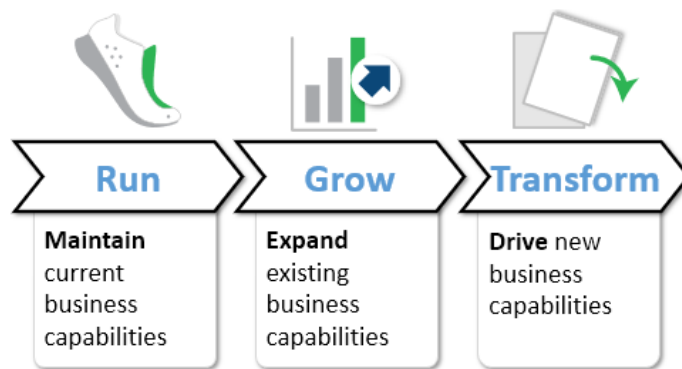 Run
Grow
Transform
Maintain
current
business
capabilities
Expand
existing
business
capabilities
Drive new
business
capabilities